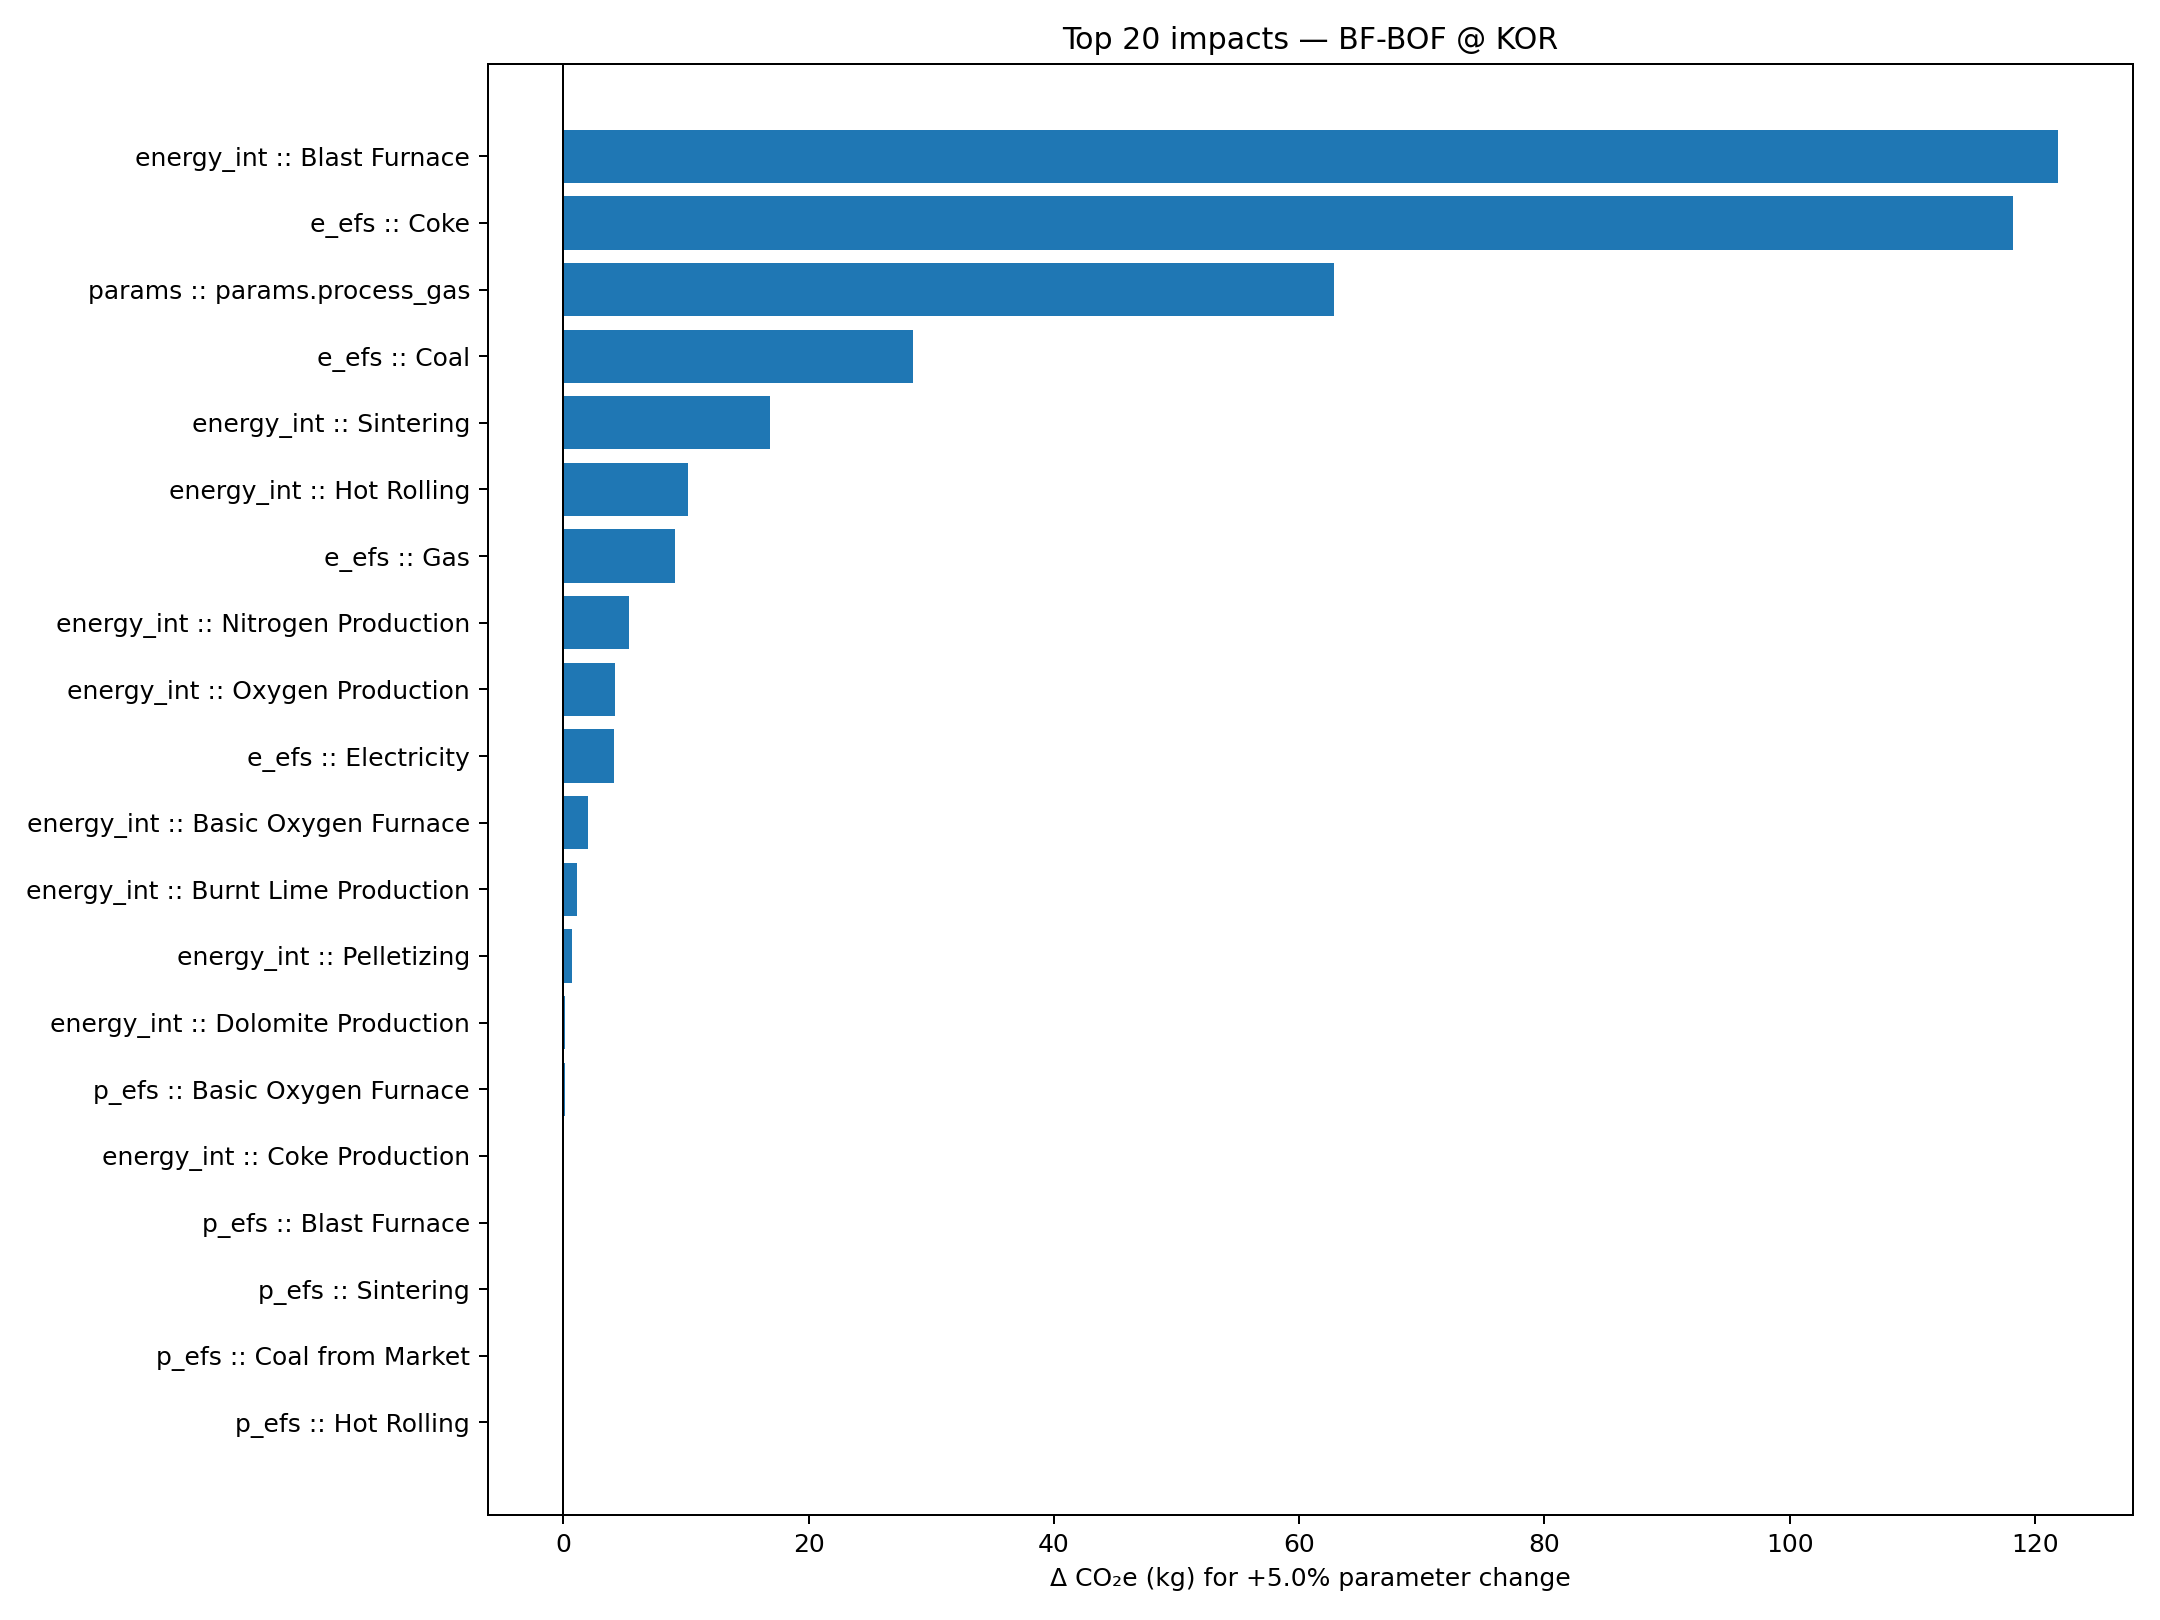 Top 20 impacts — BF-BOF @ KOR
energy_int :: Blast Furnace
e_efs :: Coke
params :: params.process_gas
e_efs :: Coal
energy_int :: Sintering
energy_int :: Hot Rolling
e_efs :: Gas
energy_int :: Nitrogen Production
energy_int :: Oxygen Production
e_efs :: Electricity
energy_int :: Basic Oxygen Furnace
energy_int :: Burnt Lime Production
energy_int :: Pelletizing
energy_int :: Dolomite Production
p_efs :: Basic Oxygen Furnace
energy_int :: Coke Production
p_efs :: Blast Furnace
p_efs :: Sintering
p_efs :: Coal from Market
p_efs :: Hot Rolling
0 20 40 60 80 100 120
Δ CO₂e (kg) for +5.0% parameter change